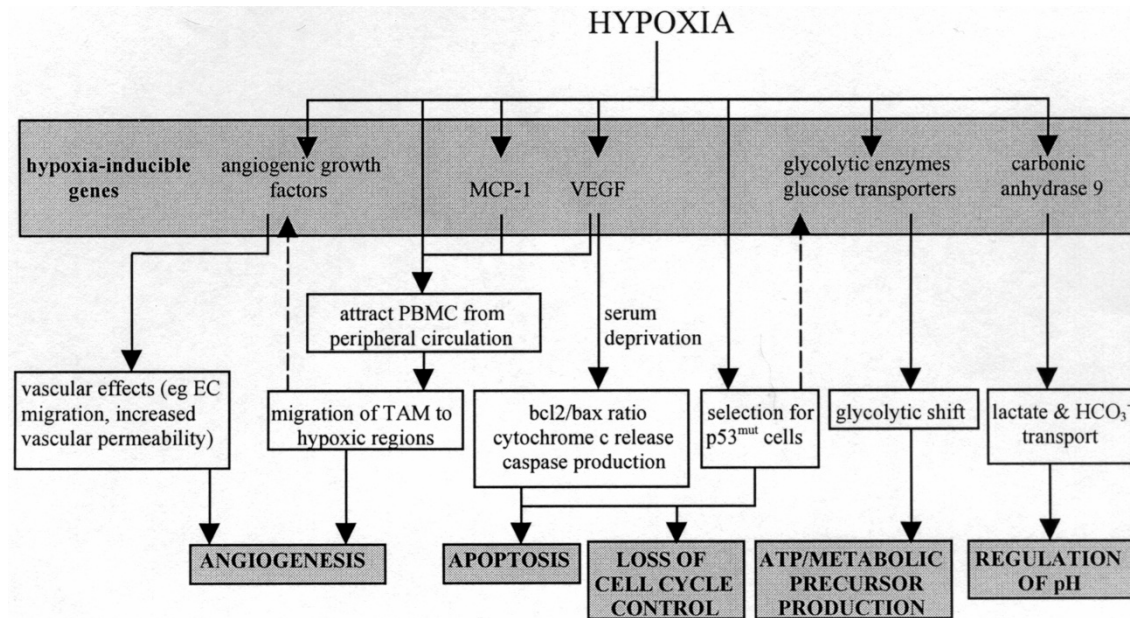 HYPOXIA
hypoxia-inducible
genes
angiogenic growth
factors
MCP-1
VEGF
glycolytic enzymes
glucose transporters
carbonic
anhydrase 9
attract PBMC from
peripheral circulation
serum
deprivation
vascular effects (eg EC
migration, increased
vascular permeability)
migration of TAM to
hypoxic regions
bcl2/bax ratio
cytochrome c release
caspase production
selection for
p53ᵐᵘᵗ cells
glycolytic shift
lactate & HCO₃⁻
transport
ANGIOGENESIS
APOPTOSIS
LOSS OF
CELL CYCLE
CONTROL
ATP/METABOLIC
PRECURSOR
PRODUCTION
REGULATION
OF pH